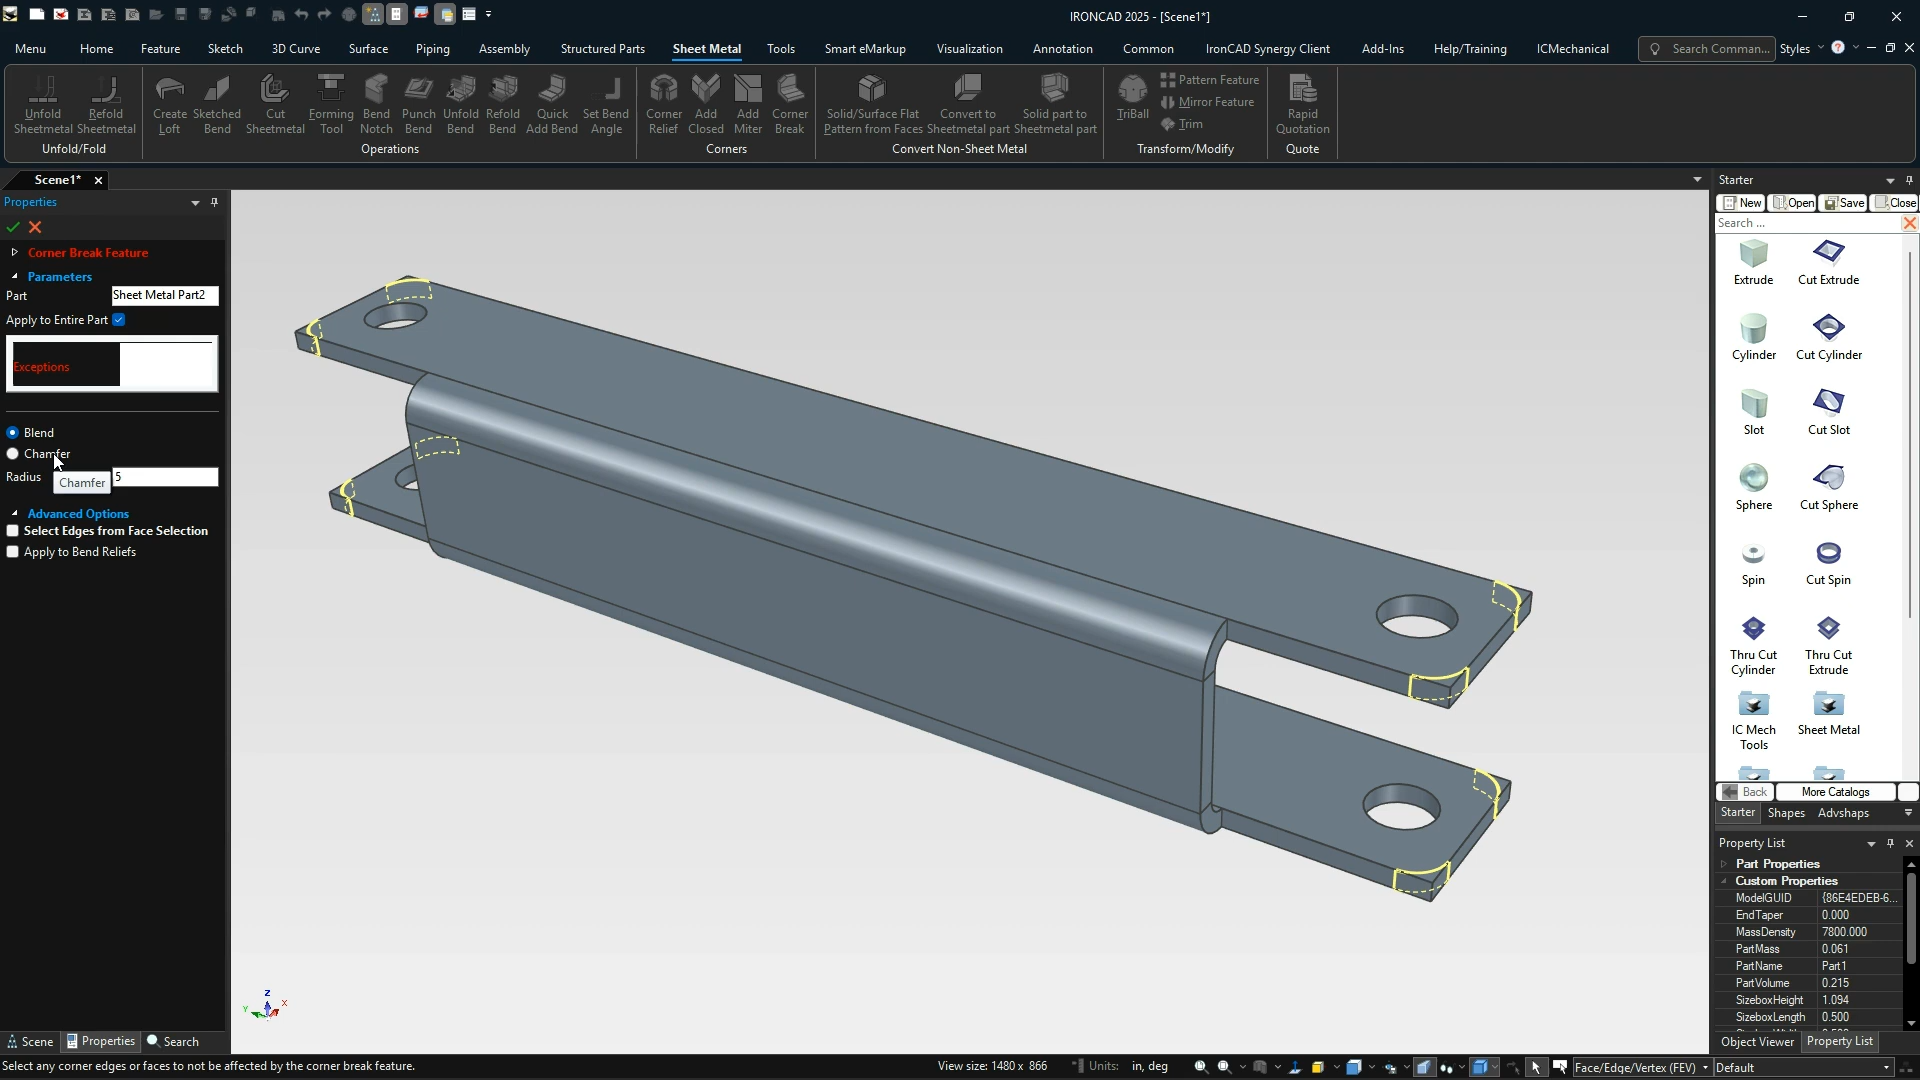 IRONCAD 2025 - [Scene1*]
Menu Home Feature Sketch 3D Curve Surface Piping Assembly Structured Parts Sheet Metal Tools Smart eMarkup Visualization Annotation Common IronCAD Synergy Client Add-Ins Help/Training ICMechanical Search Comman... Styles
Unfold Sheetmetal
Refold Sheetmetal
Unfold/Fold
Create Loft
Sketched Bend
Cut Sheetmetal
Forming Tool
Bend Notch
Punch Bend
Unfold Bend
Refold Bend
Quick Add Bend
Set Bend Angle
Operations
Corner Relief
Add Closed
Add Miter
Corner Break
Corners
Solid/Surface Flat Pattern from Faces
Convert to Sheetmetal part
Solid part to Sheetmetal part
Convert Non-Sheet Metal
TriBall
Pattern Feature
Mirror Feature
Trim
Transform/Modify
Rapid Quotation
Quote
Scene1*
Properties
Corner Break Feature
Parameters
Part Sheet Metal Part2
Apply to Entire Part
Exceptions
Blend
Chamfer
Radius 5
Chamfer
Advanced Options
Select Edges from Face Selection
Apply to Bend Reliefs
Z
Y
X
Scene Properties Search
Starter
New Open Save Close
Search ...
Extrude Cut Extrude
Cylinder Cut Cylinder
Slot Cut Slot
Sphere Cut Sphere
Spin Cut Spin
Thru Cut Cylinder
Thru Cut Extrude
IC Mech Tools
Sheet Metal
Back More Catalogs
Starter Shapes Advshaps
Property List
Part Properties
Custom Properties
ModelGUID {86E4EDEB-6...
EndTaper 0.000
MassDensity 7800.000
PartMass 0.061
PartName Part1
PartVolume 0.215
SizeboxHeight 1.094
SizeboxLength 0.500
Object Viewer Property List
Select any corner edges or faces to not be affected by the corner break feature.
View size: 1480 x 866 Units: in, deg Face/Edge/Vertex (FEV) Default